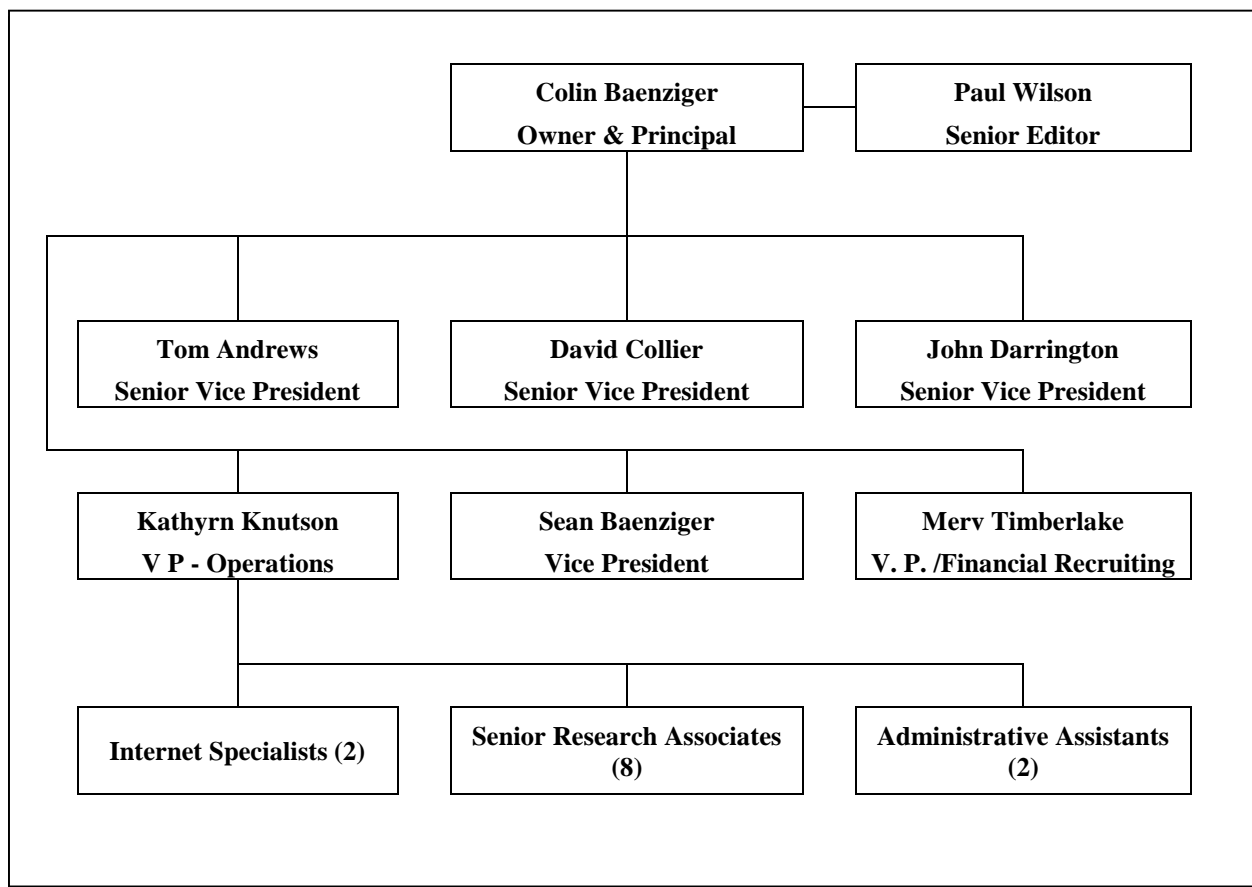 Colin Baenziger
Owner & Principal
Paul Wilson
Senior Editor
Tom Andrews
Senior Vice President
David Collier
Senior Vice President
John Darrington
Senior Vice President
Kathyrn Knutson
V P - Operations
Sean Baenziger
Vice President
Merv Timberlake
V. P. /Financial Recruiting
Internet Specialists (2)
Senior Research Associates
(8)
Administrative Assistants
(2)